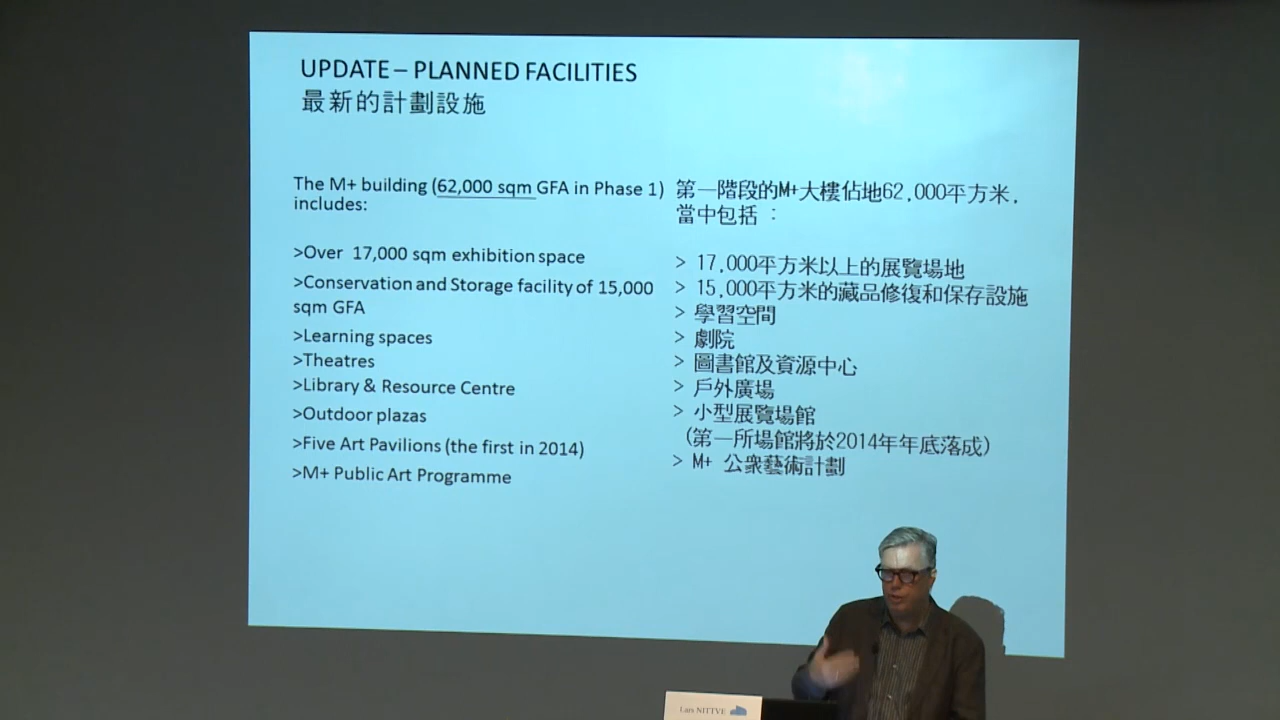 UPDATE – PLANNED FACILITIES
最新的計劃設施
The M+ building (62,000 sqm GFA in Phase 1)
includes:
>Over 17,000 sqm exhibition space
>Conservation and Storage facility of 15,000
sqm GFA
>Learning spaces
>Theatres
>Library & Resource Centre
>Outdoor plazas
>Five Art Pavilions (the first in 2014)
>M+ Public Art Programme
第一階段的M+大樓佔地62,000平方米,
當中包括 :
> 17,000平方米以上的展覽場地
> 15,000平方米的藏品修復和保存設施
> 學習空間
> 劇院
> 圖書館及資源中心
> 戶外廣場
> 小型展覽場館
(第一所場館將於2014年年底落成)
> M+ 公眾藝術計劃
Lars NITTVE